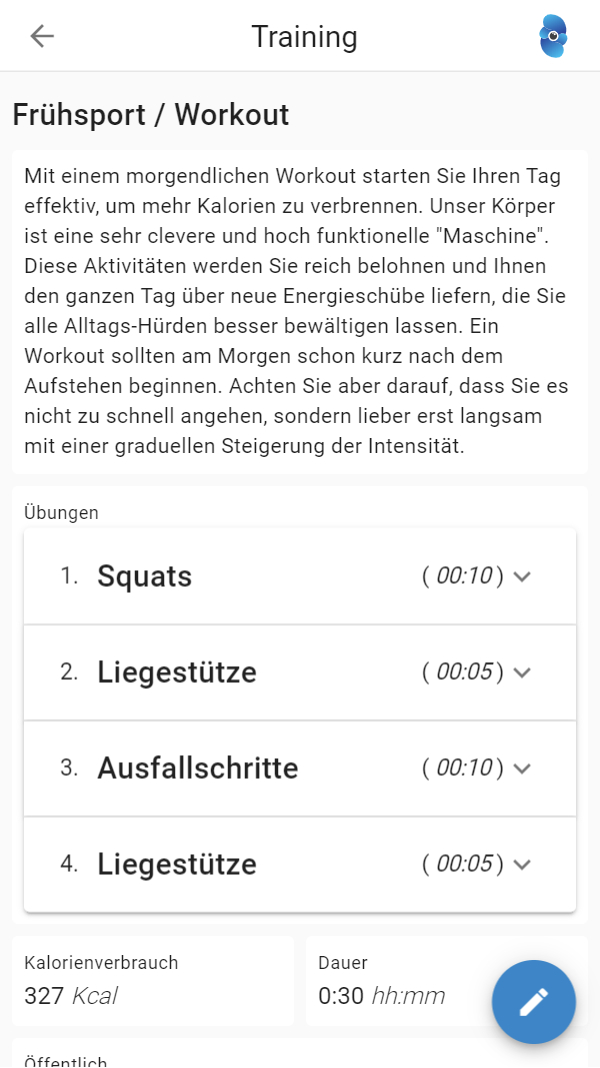 Training
Frühsport / Workout
Mit einem morgendlichen Workout starten Sie Ihren Tag
effektiv, um mehr Kalorien zu verbrennen. Unser Körper
ist eine sehr clevere und hoch funktionelle "Maschine".
Diese Aktivitäten werden Sie reich belohnen und Ihnen
den ganzen Tag über neue Energieschübe liefern, die Sie
alle Alltags-Hürden besser bewältigen lassen. Ein
Workout sollten am Morgen schon kurz nach dem
Aufstehen beginnen. Achten Sie aber darauf, dass Sie es
nicht zu schnell angehen, sondern lieber erst langsam
mit einer graduellen Steigerung der Intensität.
Übungen
1. Squats ( 00:10 )
2. Liegestütze ( 00:05 )
3. Ausfallschritte ( 00:10 )
4. Liegestütze ( 00:05 )
Kalorienverbrauch
327 Kcal
Dauer
0:30 hh:mm
Öffentlich